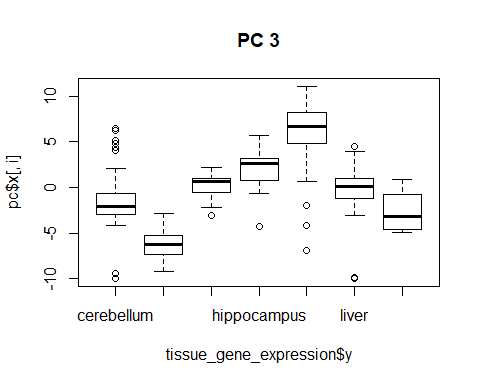 PC 3
pc$x[, i]
10
5
0
-5
-10
cerebellum hippocampus liver
tissue_gene_expression$y